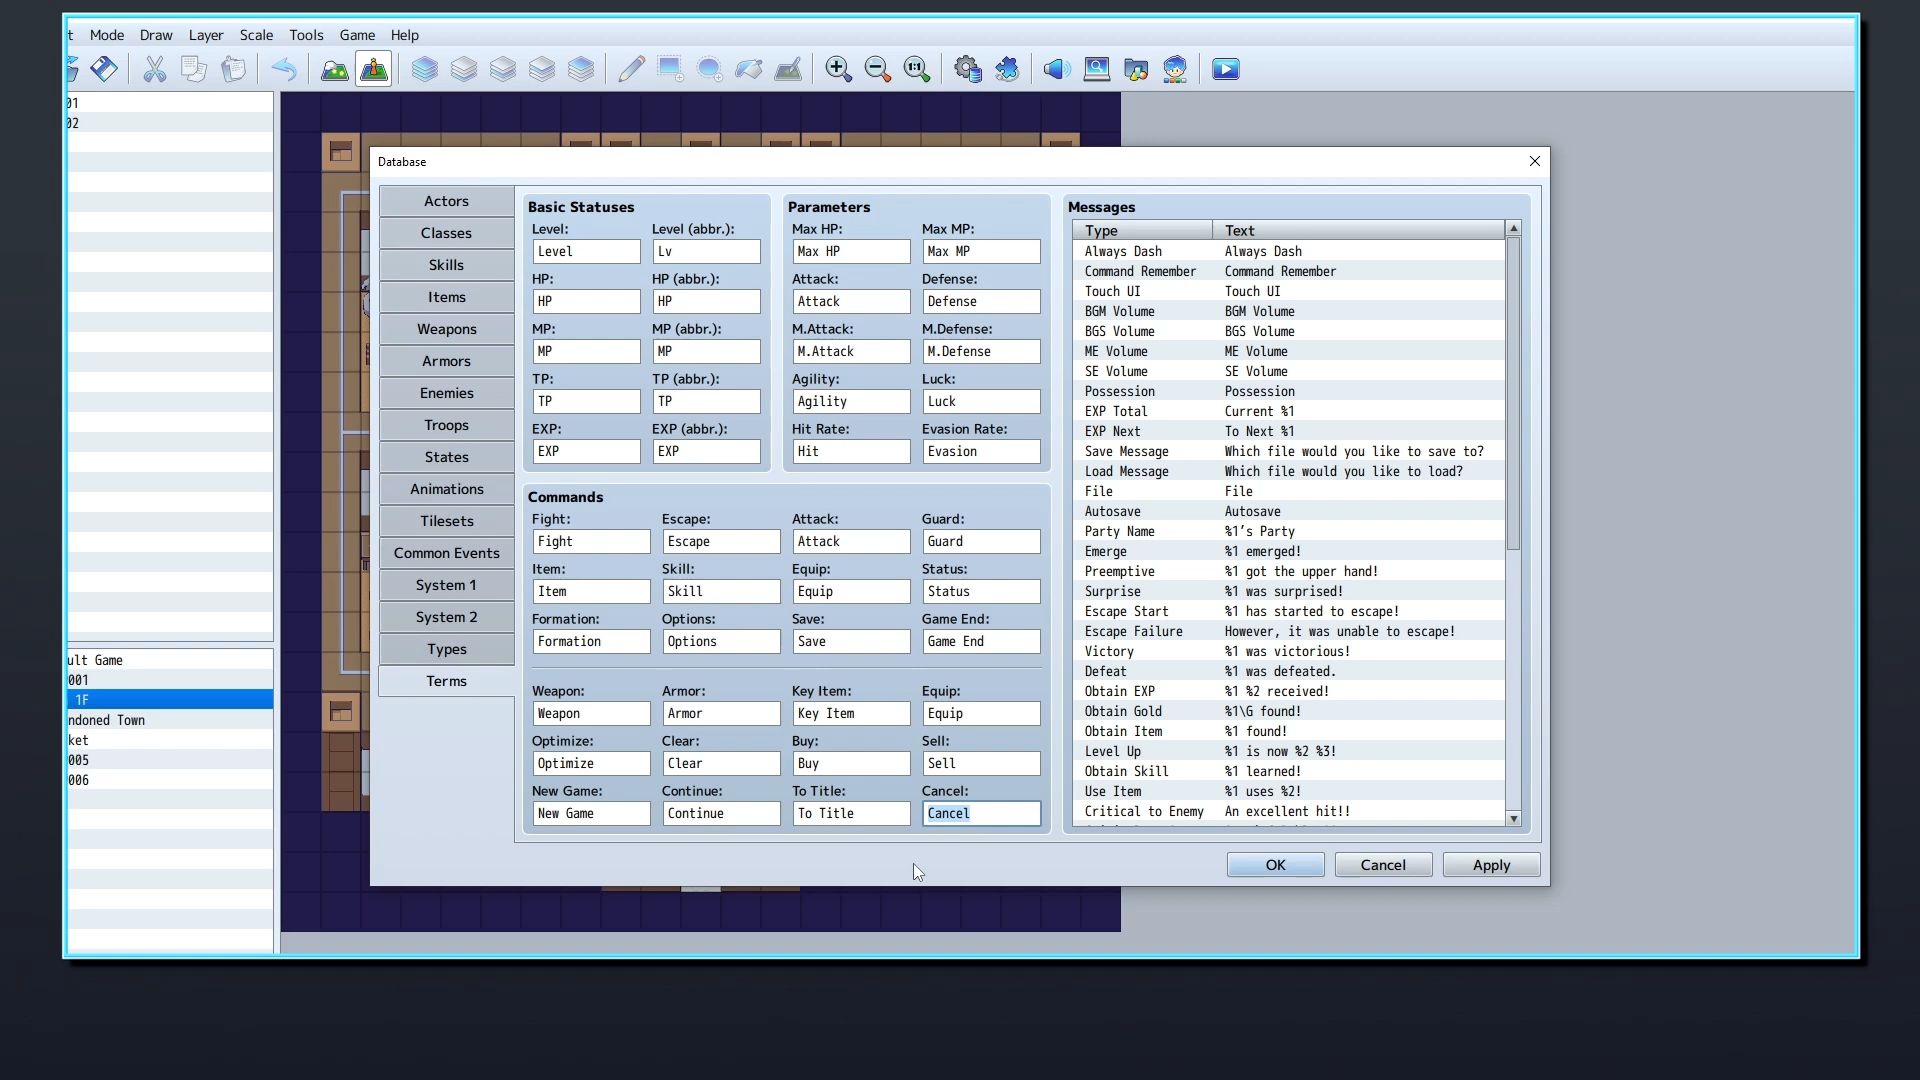 t Mode Draw Layer Scale Tools Game Help
1:1
01
02
ult Game
001
1F
ndoned Town
ket
005
006
Database
Actors
Classes
Skills
Items
Weapons
Armors
Enemies
Troops
States
Animations
Tilesets
Common Events
System 1
System 2
Types
Terms
Basic Statuses
Level: Level (abbr.):
Level Lv
HP: HP (abbr.):
HP HP
MP: MP (abbr.):
MP MP
TP: TP (abbr.):
TP TP
EXP: EXP (abbr.):
EXP EXP
Parameters
Max HP: Max MP:
Max HP Max MP
Attack: Defense:
Attack Defense
M.Attack: M.Defense:
M.Attack M.Defense
Agility: Luck:
Agility Luck
Hit Rate: Evasion Rate:
Hit Evasion
Commands
Fight: Escape: Attack: Guard:
Fight Escape Attack Guard
Item: Skill: Equip: Status:
Item Skill Equip Status
Formation: Options: Save: Game End:
Formation Options Save Game End
Weapon: Armor: Key Item: Equip:
Weapon Armor Key Item Equip
Optimize: Clear: Buy: Sell:
Optimize Clear Buy Sell
New Game: Continue: To Title: Cancel:
New Game Continue To Title Cancel
Messages
Type Text
Always Dash Always Dash
Command Remember Command Remember
Touch UI Touch UI
BGM Volume BGM Volume
BGS Volume BGS Volume
ME Volume ME Volume
SE Volume SE Volume
Possession Possession
EXP Total Current %1
EXP Next To Next %1
Save Message Which file would you like to save to?
Load Message Which file would you like to load?
File File
Autosave Autosave
Party Name %1's Party
Emerge %1 emerged!
Preemptive %1 got the upper hand!
Surprise %1 was surprised!
Escape Start %1 has started to escape!
Escape Failure However, it was unable to escape!
Victory %1 was victorious!
Defeat %1 was defeated.
Obtain EXP %1 %2 received!
Obtain Gold %1\G found!
Obtain Item %1 found!
Level Up %1 is now %2 %3!
Obtain Skill %1 learned!
Use Item %1 uses %2!
Critical to Enemy An excellent hit!!
OK Cancel Apply